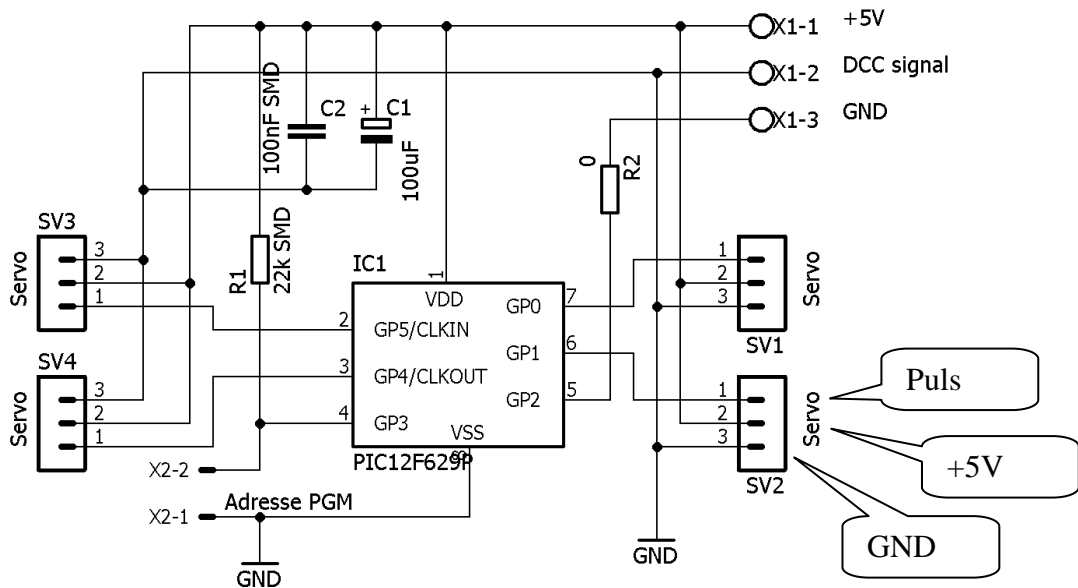 X1-1 +5V
X1-2 DCC signal
X1-3 GND
100nF SMD
C2
+
C1
100uF
0
R2
SV3
Servo
3
2
1
R1
22k SMD
IC1
1
VDD
2 GP5/CLKIN
3 GP4/CLKOUT
4 GP3
GP0 7
GP1 6
GP2 5
VSS
8
PIC12F629P
SV4
Servo
3
2
1
1
2
3
Servo
SV1
1
2
3
Servo
SV2
Puls
+5V
GND
X2-2
Adresse PGM
X2-1
GND
GND